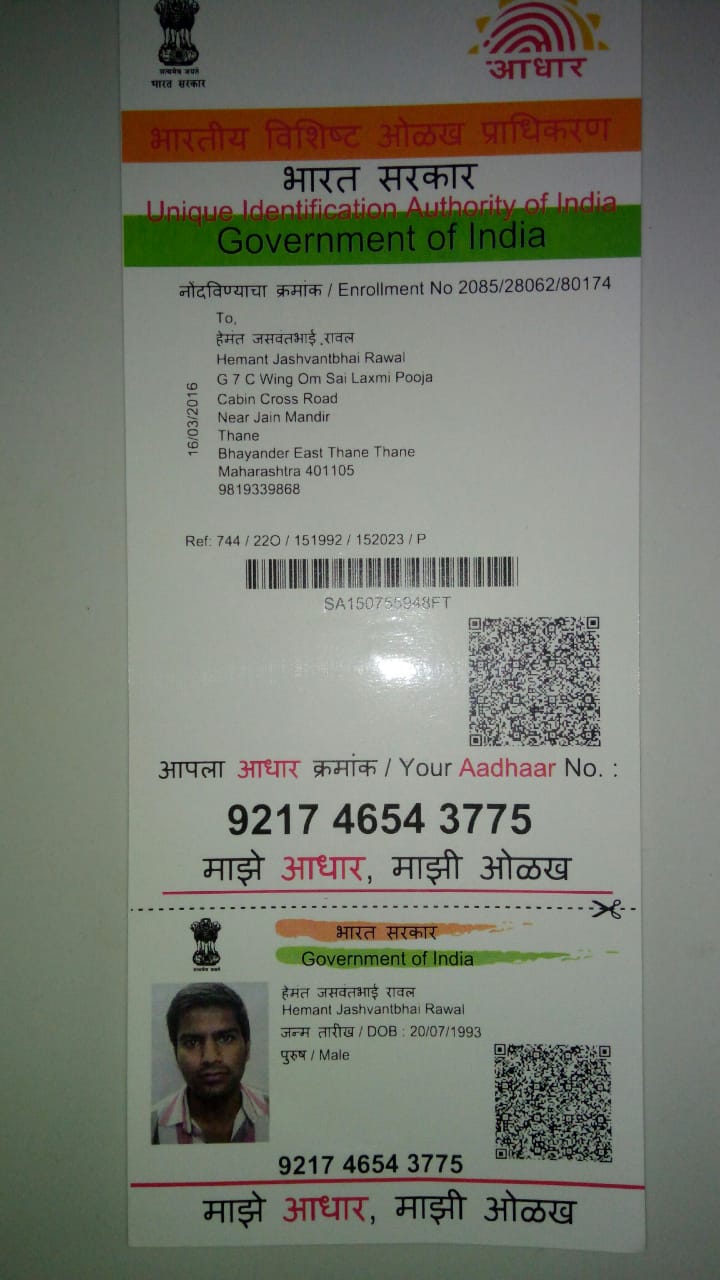 सत्यमेव जयते
भारत सरकार
आधार
भारतीय विशिष्ट ओळख प्राधिकरण
भारत सरकार
Unique Identification Authority of India
Government of India
नोंदविण्याचा क्रमांक / Enrollment No 2085/28062/80174
To,
हेमंत जसवंतभाई रावल
Hemant Jashvantbhai Rawal
G 7 C Wing Om Sai Laxmi Pooja
Cabin Cross Road
Near Jain Mandir
Thane
Bhayander East Thane Thane
Maharashtra 401105
9819339868
16/03/2016
Ref: 744 / 22O / 151992 / 152023 / P
SA150755948FT
आपला आधार क्रमांक / Your Aadhaar No. :
9217 4654 3775
माझे आधार, माझी ओळख
भारत सरकार
Government of India
सत्यमेव जयते
हेमंत जसवंतभाई रावल
Hemant Jashvantbhai Rawal
जन्म तारीख / DOB : 20/07/1993
पुरुष / Male
9217 4654 3775
माझे आधार, माझी ओळख